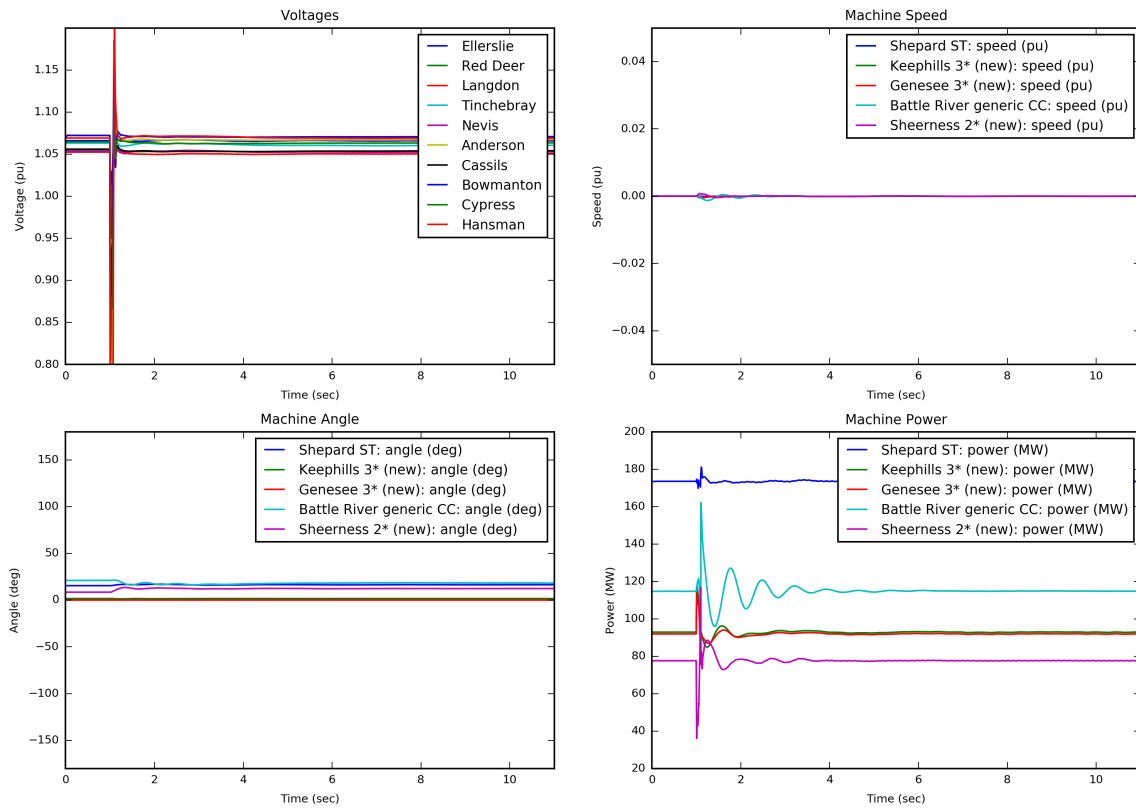 Voltages
1.15
1.10
1.05
1.00
0.95
0.90
0.85
0.80
Voltage (pu)
Ellerslie
Red Deer
Langdon
Tinchebray
Nevis
Anderson
Cassils
Bowmanton
Cypress
Hansman
0 2 4 6 8 10
Time (sec)
Machine Speed
0.04
0.02
0.00
−0.02
−0.04
Speed (pu)
Shepard ST: speed (pu)
Keephills 3* (new): speed (pu)
Genesee 3* (new): speed (pu)
Battle River generic CC: speed (pu)
Sheerness 2* (new): speed (pu)
0 2 4 6 8 10
Time (sec)
Machine Angle
150
100
50
0
−50
−100
−150
Angle (deg)
Shepard ST: angle (deg)
Keephills 3* (new): angle (deg)
Genesee 3* (new): angle (deg)
Battle River generic CC: angle (deg)
Sheerness 2* (new): angle (deg)
0 2 4 6 8 10
Time (sec)
Machine Power
200
180
160
140
120
100
80
60
40
20
Power (MW)
Shepard ST: power (MW)
Keephills 3* (new): power (MW)
Genesee 3* (new): power (MW)
Battle River generic CC: power (MW)
Sheerness 2* (new): power (MW)
0 2 4 6 8 10
Time (sec)